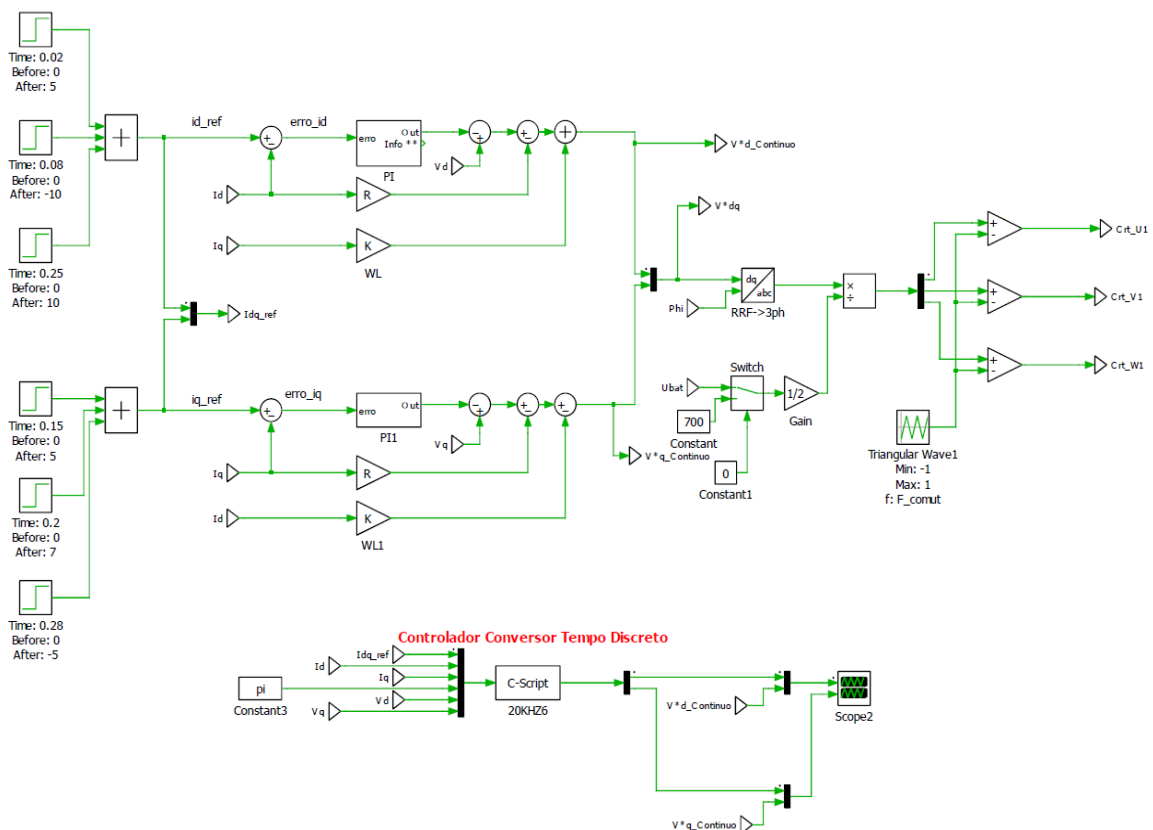 Time: 0.02
Before: 0
After: 5
Time: 0.08
Before: 0
After: -10
Time: 0.25
Before: 0
After: 10
id_ref
+
-
erro_id
erro
Out
Info **
PI
-
+
Vd
+
-
+
Id
R
Iq
K
WL
V*d_Continuo
V*dq
Idq_ref
dq
abc
Phi
RRF->3ph
×
÷
+
-
Crt_U1
+
-
Crt_V1
+
-
Crt_W1
Switch
Ubat
700
Constant
0
Constant1
1/2
Gain
Triangular Wave1
Min: -1
Max: 1
f: F_comut
Time: 0.15
Before: 0
After: 5
Time: 0.2
Before: 0
After: 7
Time: 0.28
Before: 0
After: -5
+
+
iq_ref
+
-
erro_iq
erro
Out
PI1
-
+
Vq
+
-
+
-
Iq
R
Id
K
WL1
V*q_Continuo
Controlador Conversor Tempo Discreto
Idq_ref
Id
Iq
pi
Constant3
Vd
Vq
C-Script
20KHZ6
V*d_Continuo
Scope2
V*q_Continuo